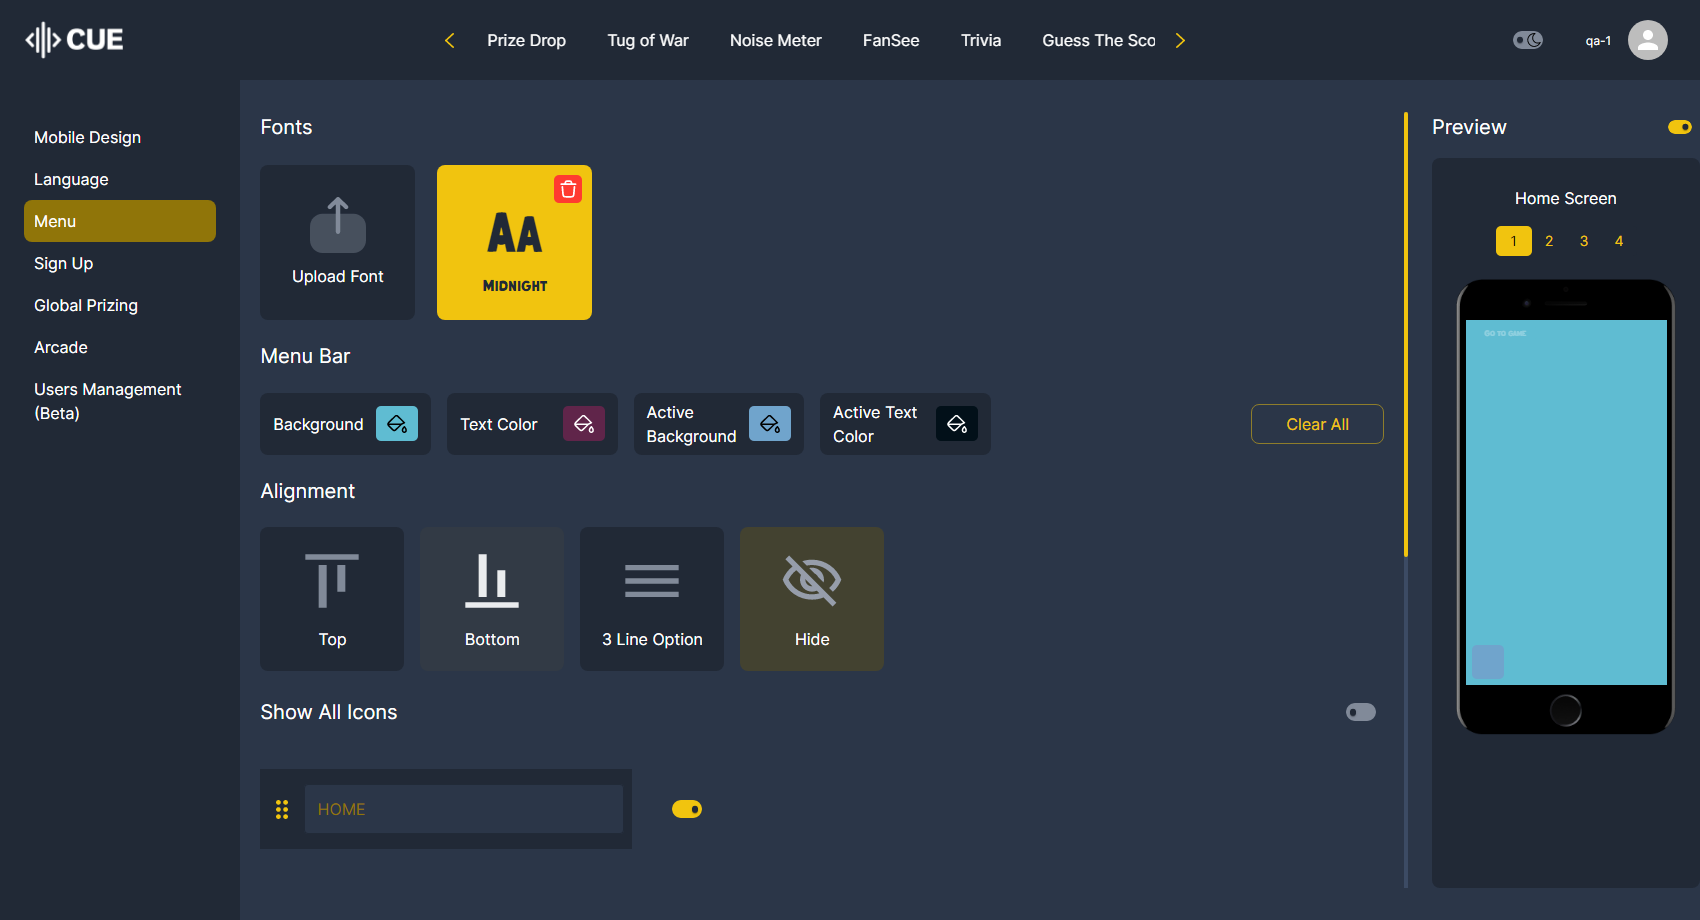 CUE
Prize Drop
Tug of War
Noise Meter
FanSee
Trivia
Guess The Sco
qa-1
Mobile Design
Language
Menu
Sign Up
Global Prizing
Arcade
Users Management
(Beta)
Fonts
Upload Font
AA
MIDNIGHT
Menu Bar
Background
Text Color
Active
Background
Active Text
Color
Clear All
Alignment
Top
Bottom
3 Line Option
Hide
Show All Icons
HOME
Preview
Home Screen
1 2 3 4
GO TO GAME